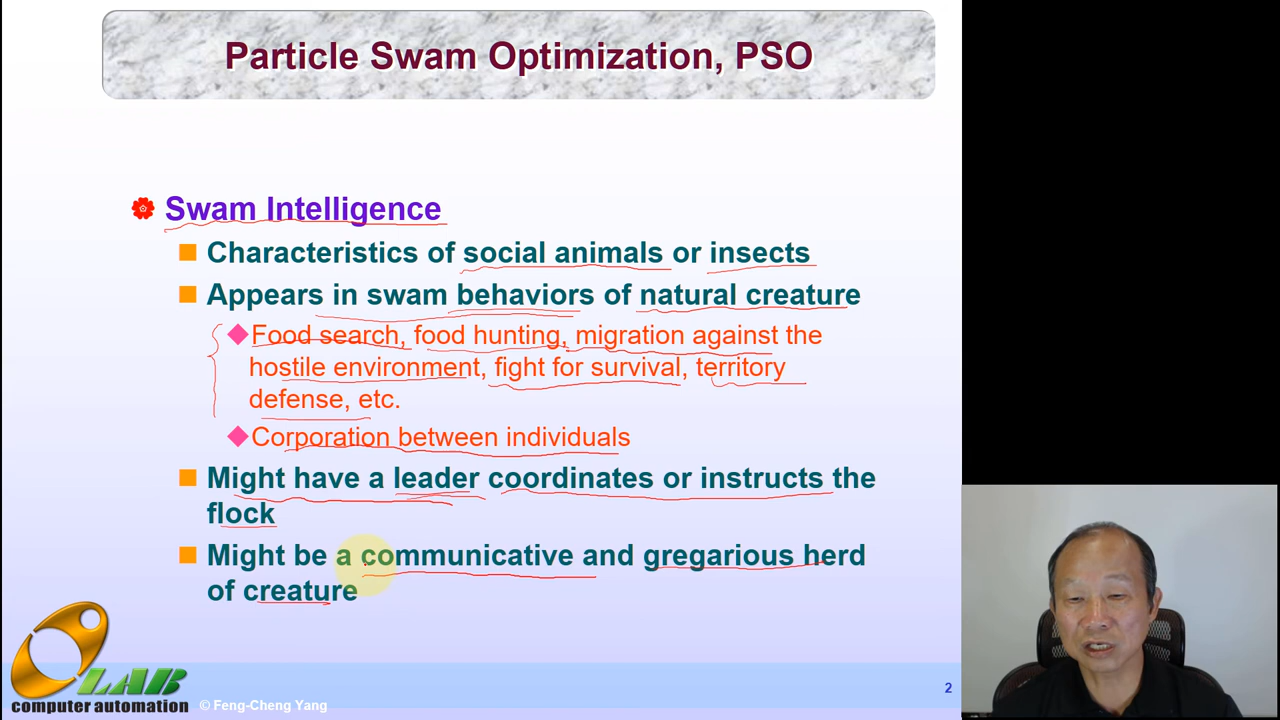 Particle Swam Optimization, PSO
Swam Intelligence
Characteristics of social animals or insects
Appears in swam behaviors of natural creature
Food search, food hunting, migration against the
hostile environment, fight for survival, territory
defense, etc.
Corporation between individuals
Might have a leader coordinates or instructs the
flock
Might be a communicative and gregarious herd
of creature
LAB
computer automation
© Feng-Cheng Yang
2